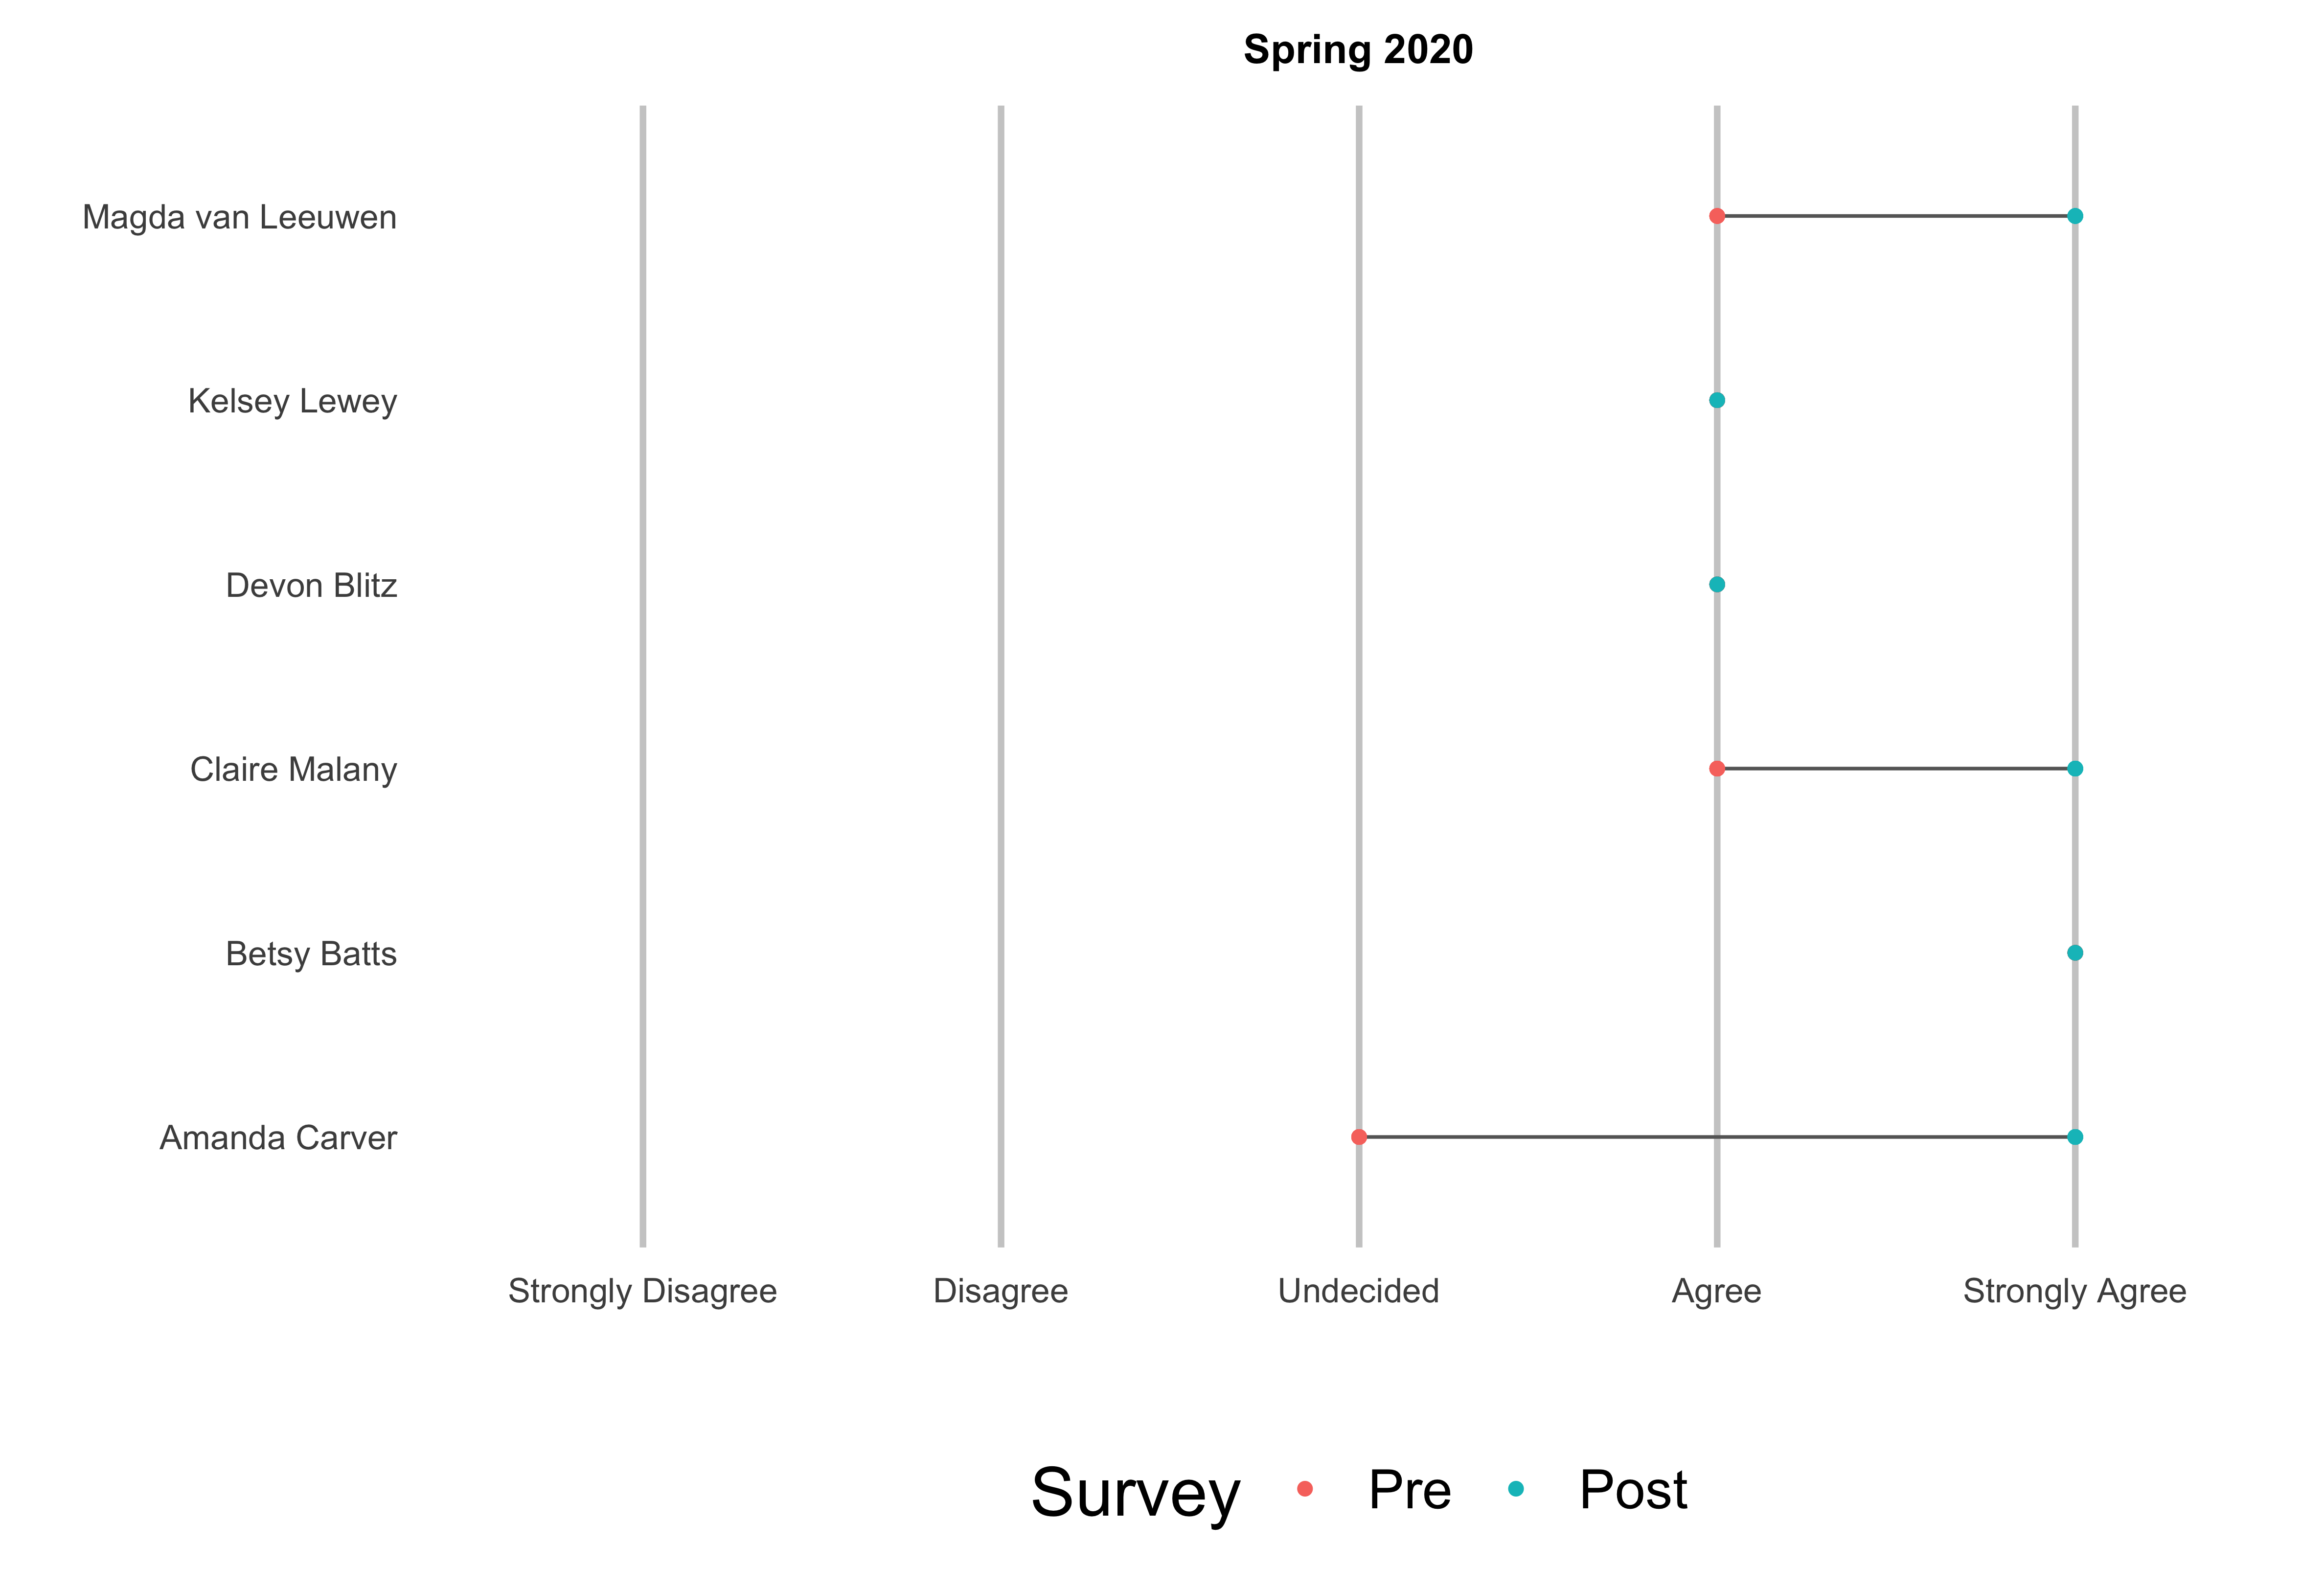 Spring 2020
Magda van Leeuwen
Kelsey Lewey
Devon Blitz
Claire Malany
Betsy Batts
Amanda Carver
Strongly Disagree Disagree Undecided Agree Strongly Agree
Survey Pre Post